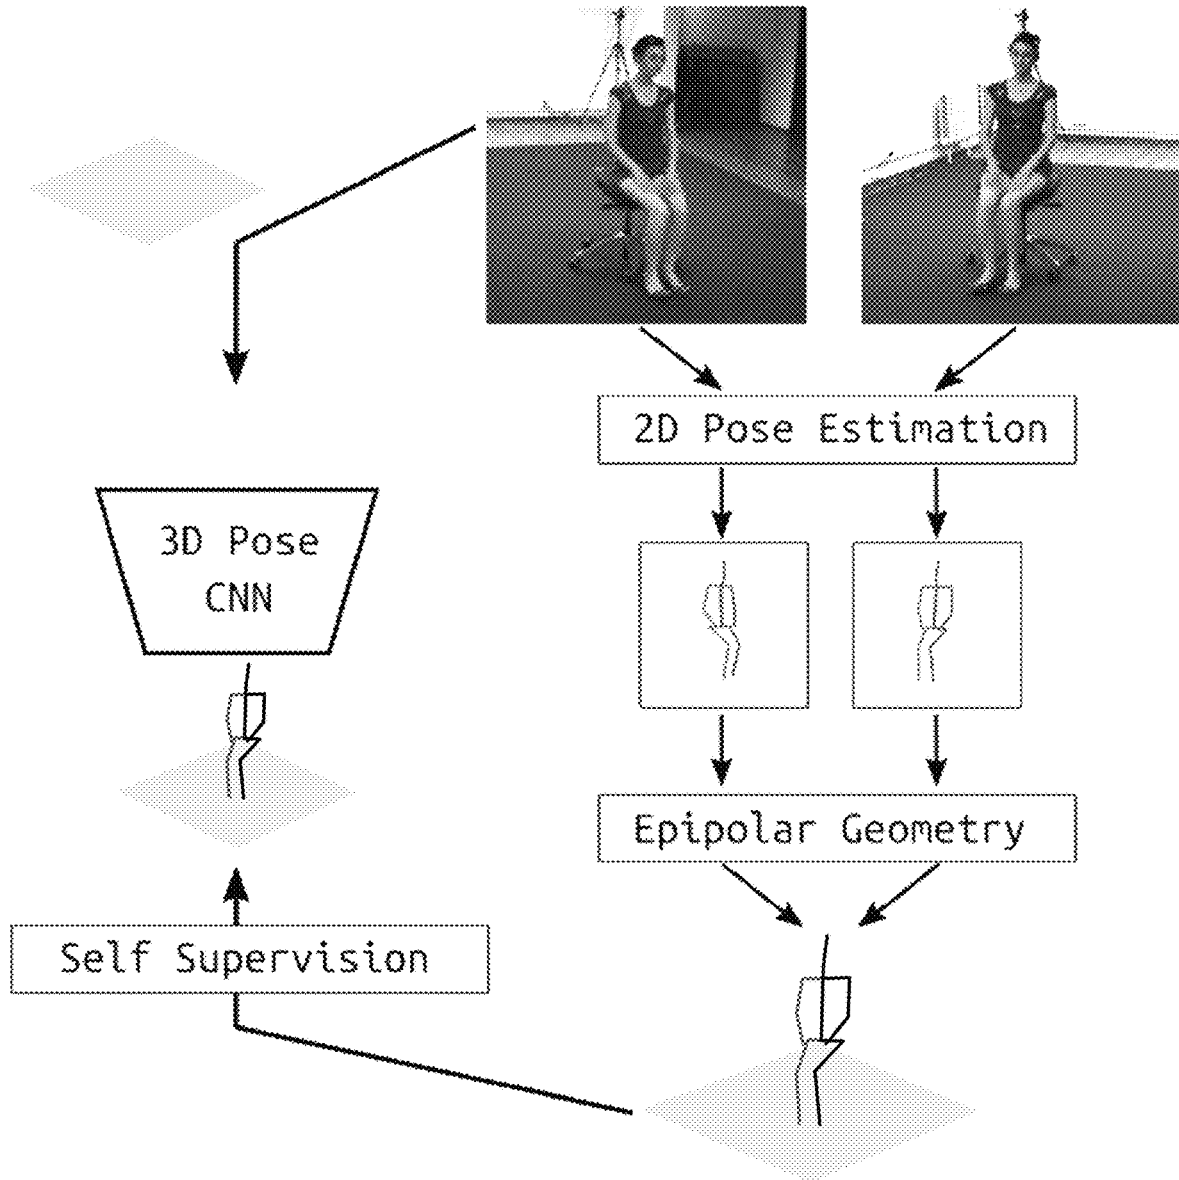 2D Pose Estimation
3D Pose
CNN
Epipolar Geometry
Self Supervision